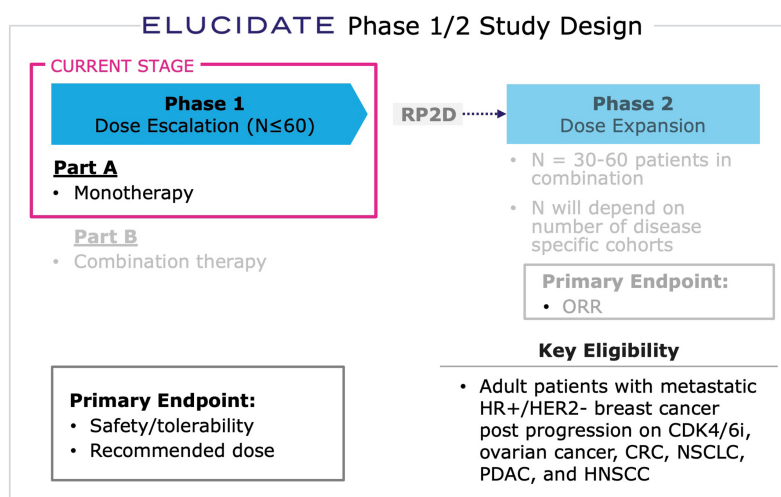 ELUCIDATE Phase 1/2 Study Design
CURRENT STAGE
Phase 1
Dose Escalation (N≤60)
Part A
• Monotherapy
Part B
• Combination therapy
RP2D
Phase 2
Dose Expansion
• N = 30-60 patients in
combination
• N will depend on
number of disease
specific cohorts
Primary Endpoint:
• ORR
Primary Endpoint:
• Safety/tolerability
• Recommended dose
Key Eligibility
• Adult patients with metastatic
HR+/HER2- breast cancer
post progression on CDK4/6i,
ovarian cancer, CRC, NSCLC,
PDAC, and HNSCC